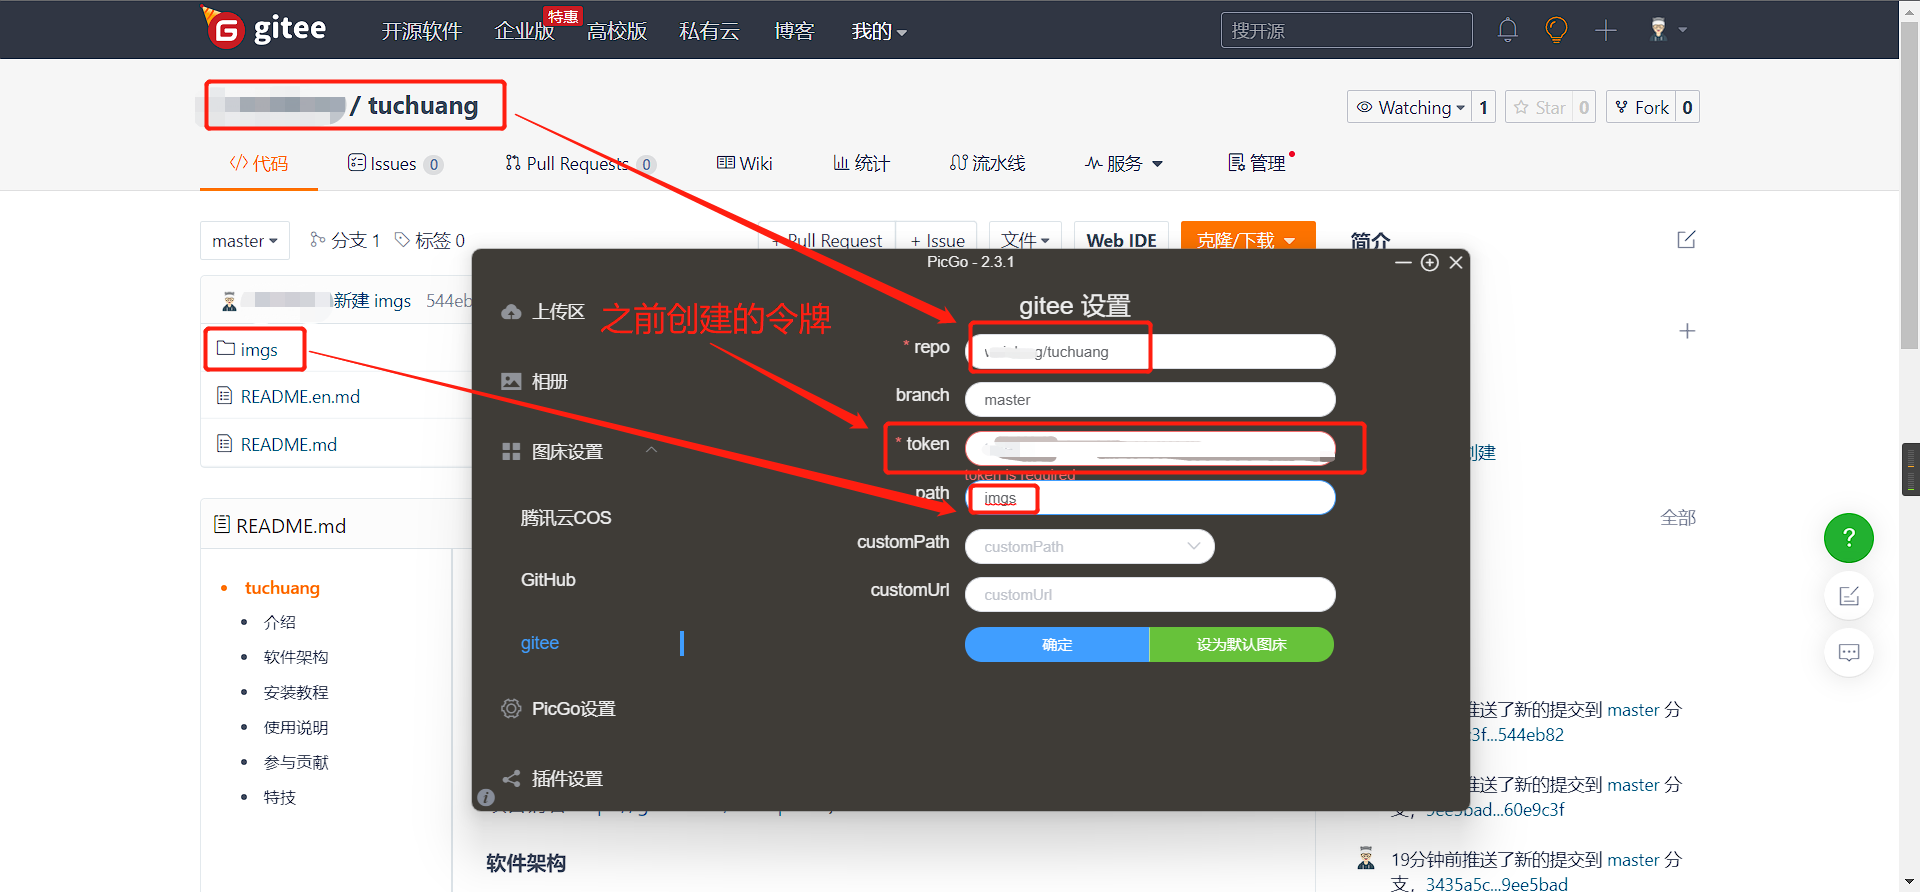 gitee
开源软件
企业版
特惠
高校版
私有云
博客
我的
搜开源
/ tuchuang
Watching 1
Star 0
Fork 0
代码
Issues 0
Pull Requests 0
Wiki
统计
流水线
服务
管理
master
分支 1
标签 0
+ Pull Request
+ Issue
文件
Web IDE
克隆/下载
简介
新建 imgs 544eb
imgs
README.en.md
README.md
README.md
tuchuang
介绍
软件架构
安装教程
使用说明
参与贡献
特技
PicGo - 2.3.1
上传区
之前创建的令牌
相册
图床设置
腾讯云COS
GitHub
gitee
PicGo设置
插件设置
gitee 设置
* repo
g/tuchuang
branch
master
* token
token is required
path
imgs
customPath
customPath
customUrl
customUrl
确定
设为默认图床
创建
全部
推送了新的提交到 master 分
3f...544eb82
推送了新的提交到 master 分
支，9ee5bad...60e9c3f
19分钟前推送了新的提交到 master 分
支，3435a5c...9ee5bad
软件架构